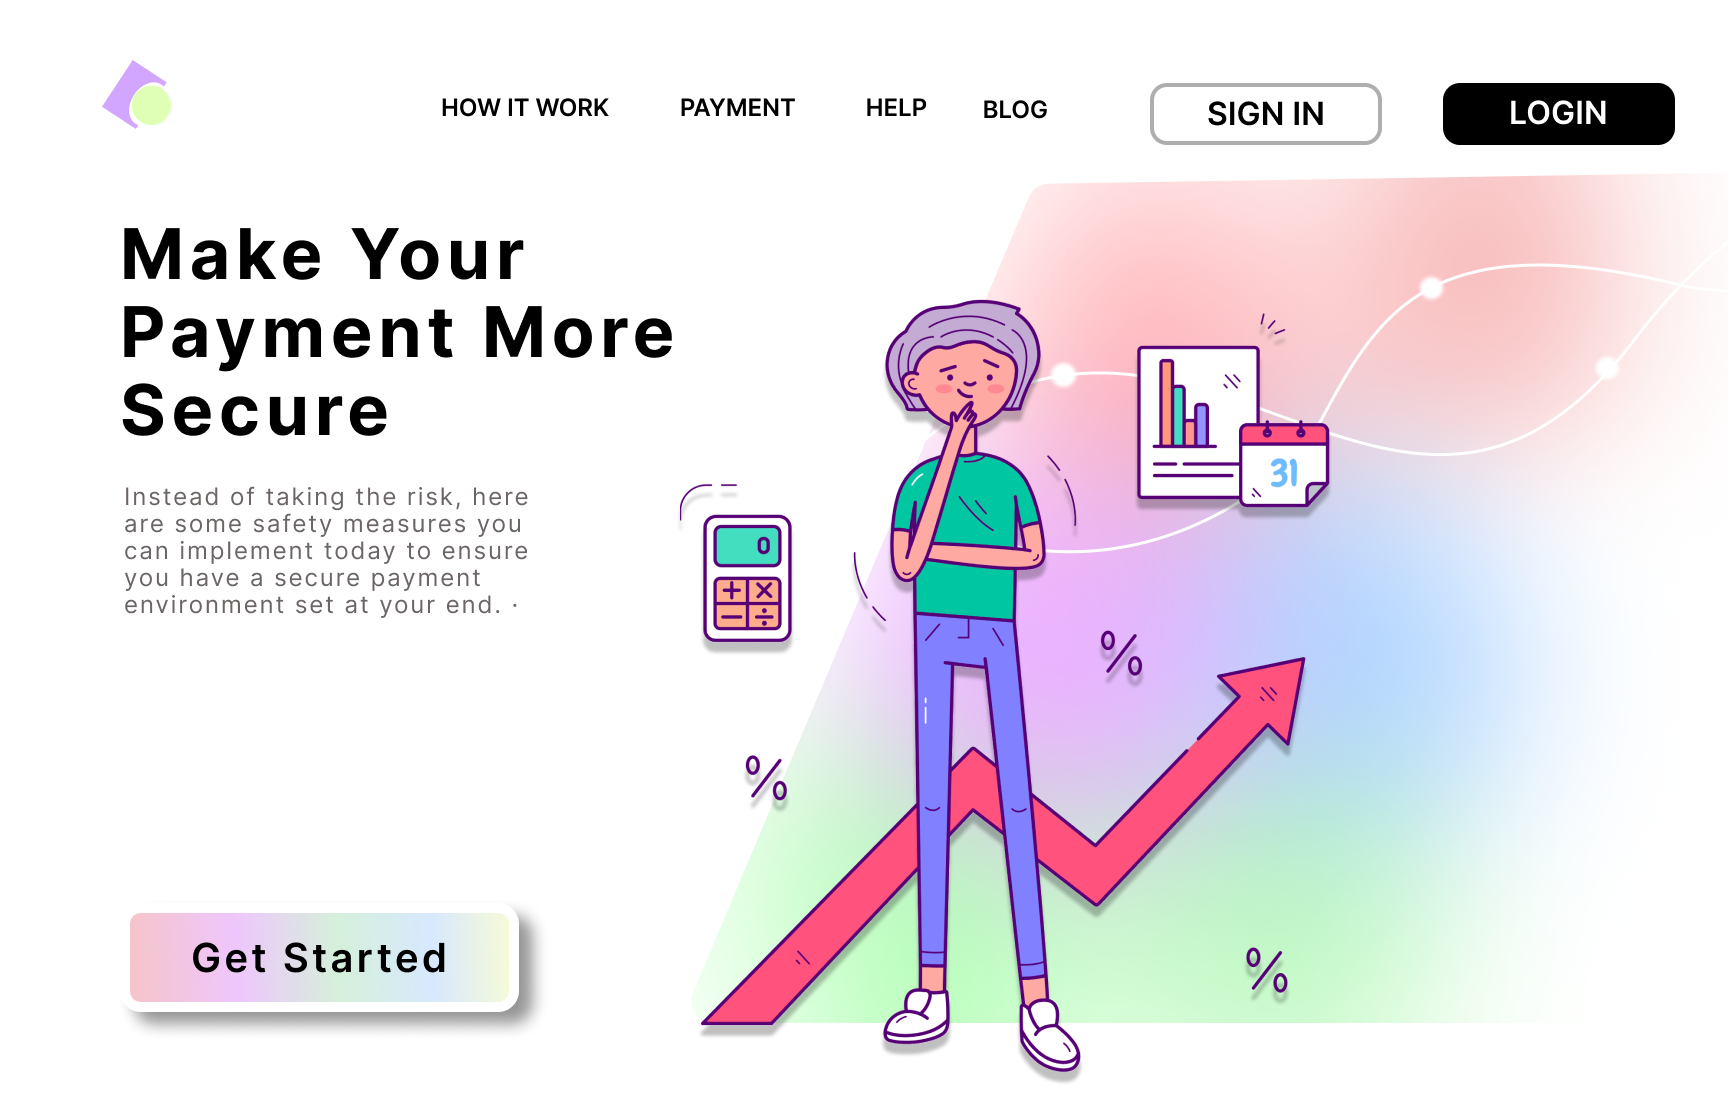 HOW IT WORK PAYMENT HELP BLOG SIGN IN LOGIN
Make Your
Payment More
Secure
Instead of taking the risk, here
are some safety measures you
can implement today to ensure
you have a secure payment
environment set at your end. ·
0
+ ×
− ÷
31
%
%
%
Get Started